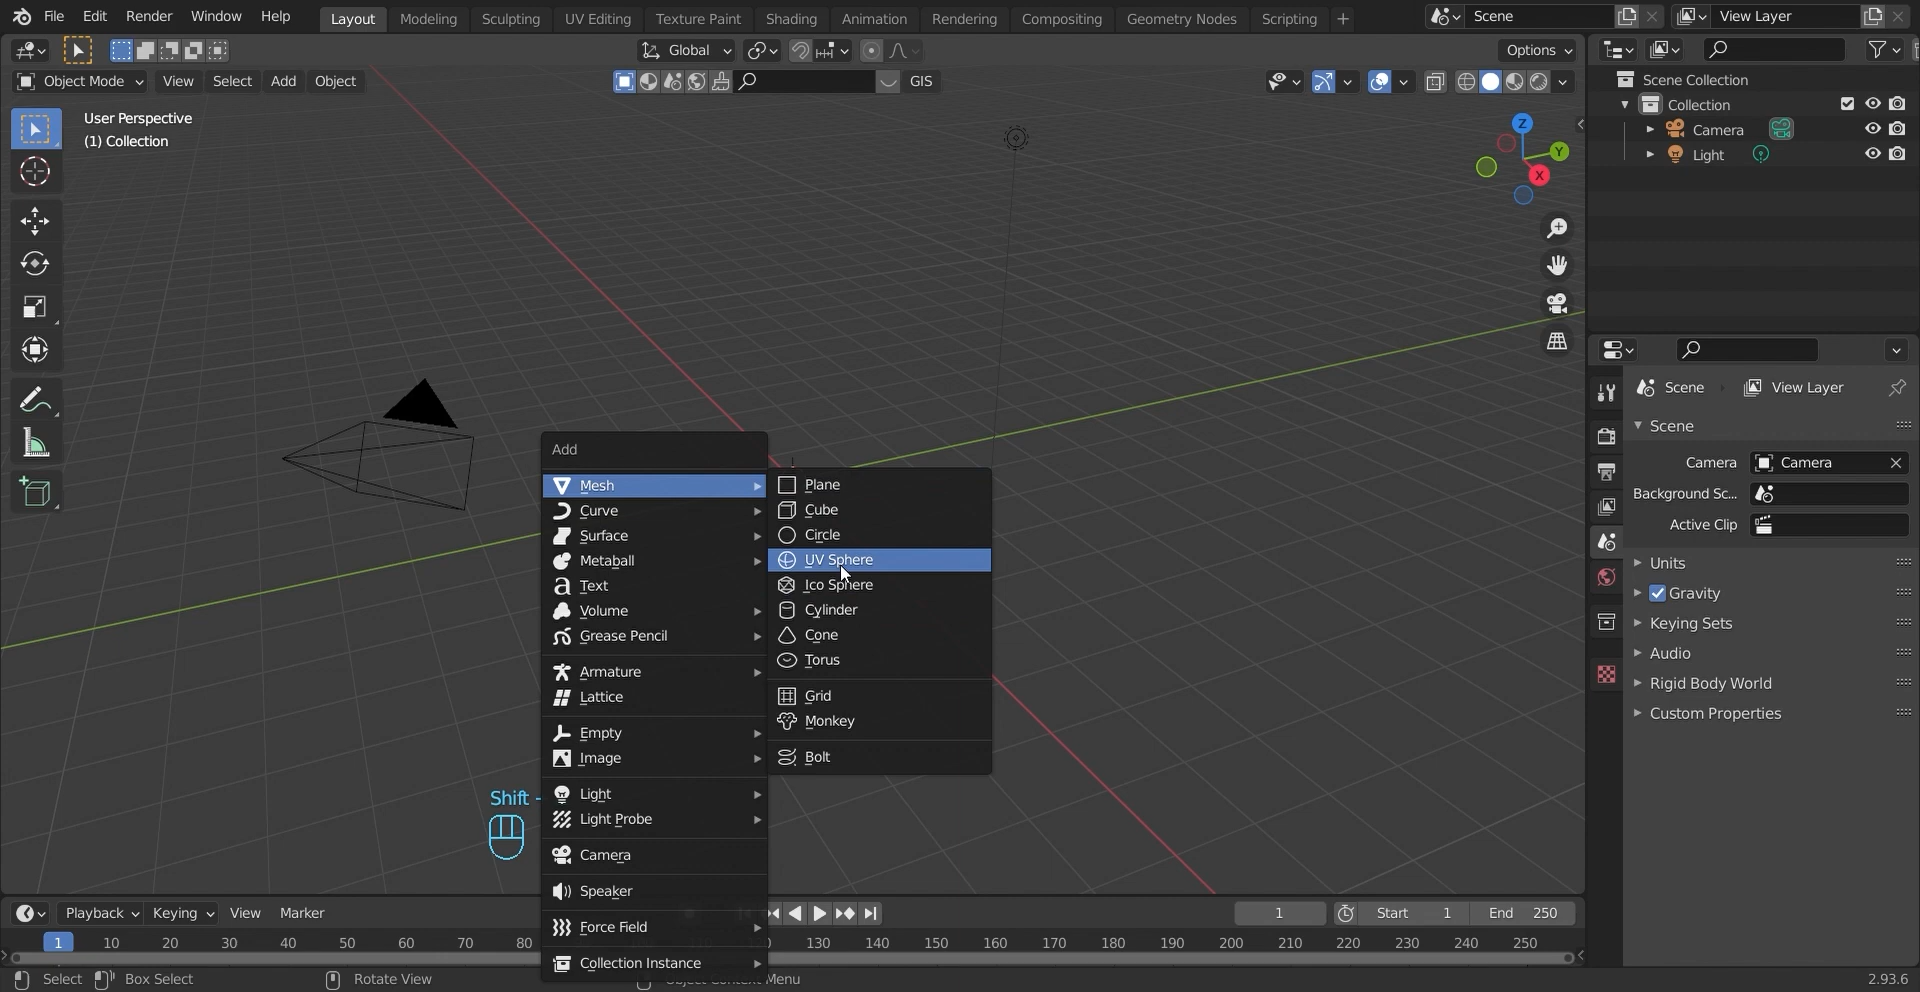 File Edit Render Window Help Layout Modeling Sculpting UV Editing Texture Paint Shading Animation Rendering Compositing Geometry Nodes Scripting + Scene View Layer
Global Options
Object Mode View Select Add Object GIS
User Perspective
(1) Collection
Z
Y
X
Scene Collection
Collection
Camera
Light
Scene View Layer
Scene
Camera Camera
Background Sc...
Active Clip
Units
Gravity
Keying Sets
Audio
Rigid Body World
Custom Properties
Add
Mesh
Curve
Surface
Metaball
Text
Volume
Grease Pencil
Armature
Lattice
Empty
Image
Light
Light Probe
Camera
Speaker
Force Field
Collection Instance
Plane
Cube
Circle
UV Sphere
Ico Sphere
Cylinder
Cone
Torus
Grid
Monkey
Bolt
Shift -
Playback Keying View Marker 1 Start 1 End 250
1 10 20 30 40 50 60 70 80 130 140 150 160 170 180 190 200 210 220 230 240 250
Select Box Select Rotate View Object Context Menu 2.93.6